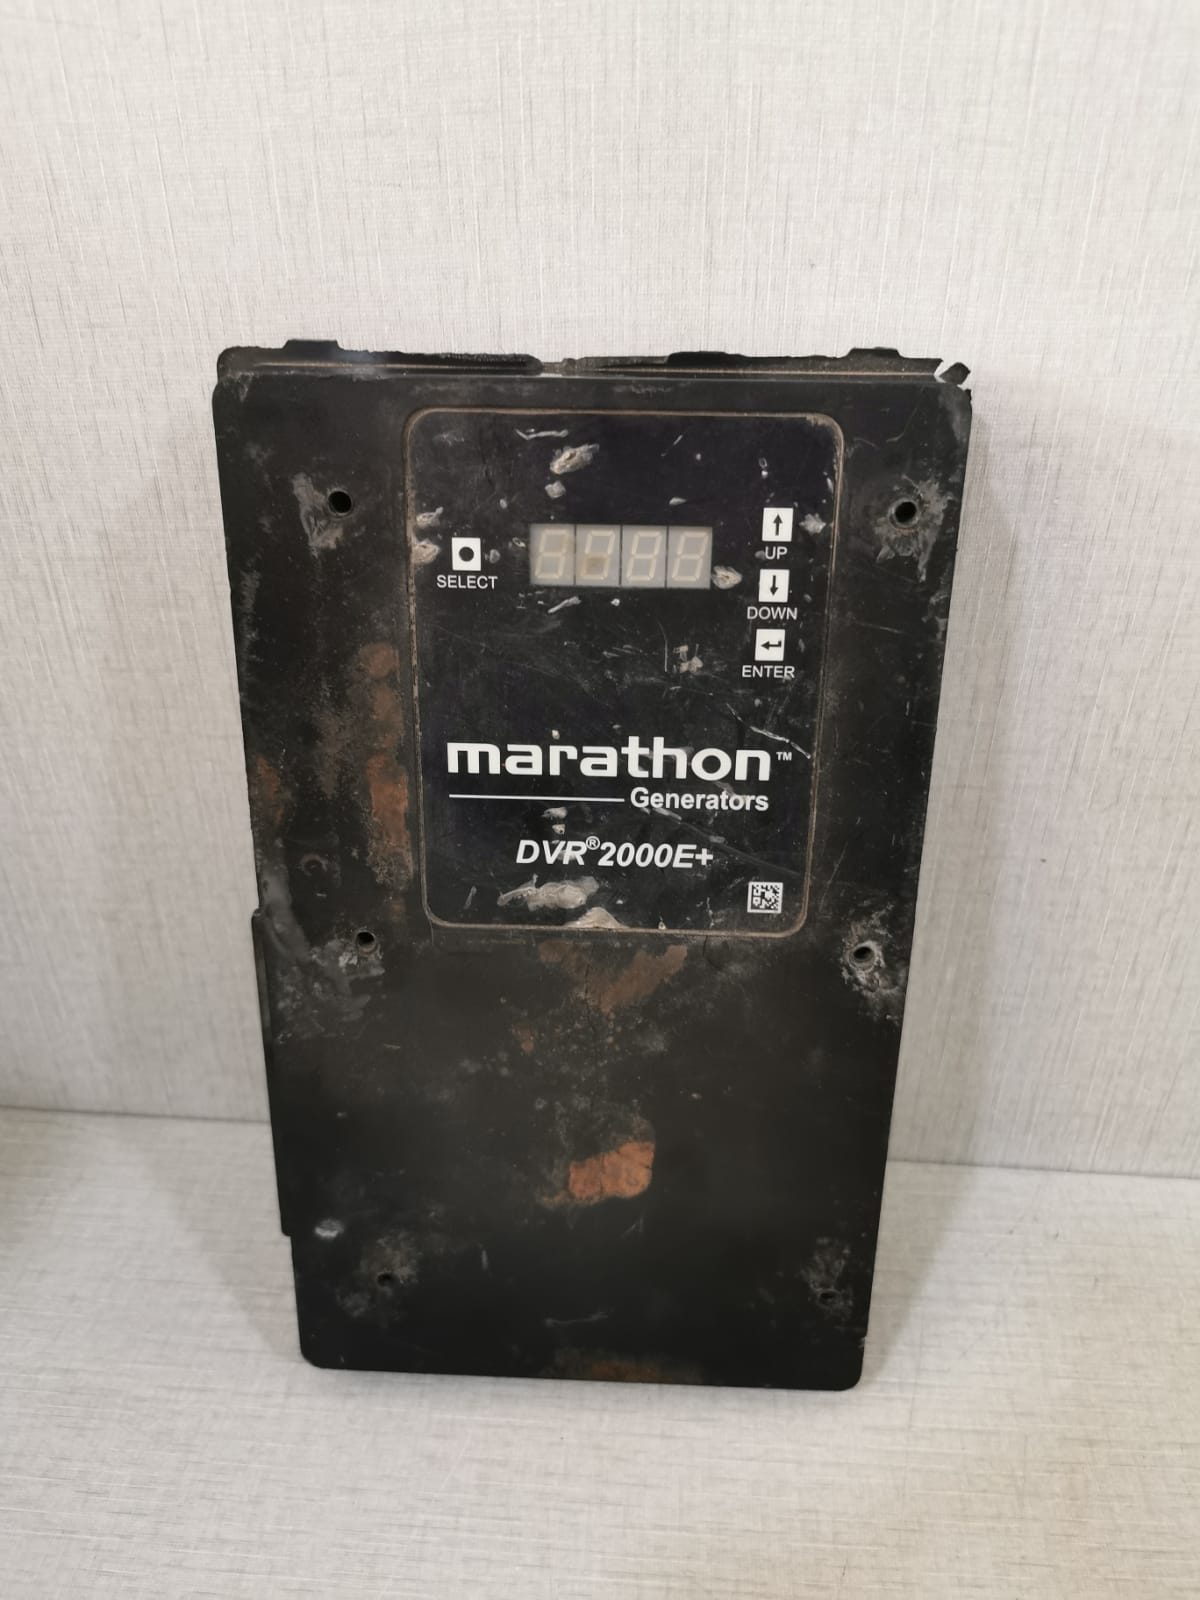 SELECT
UP
DOWN
ENTER
marathon™
Generators
DVR®2000E+